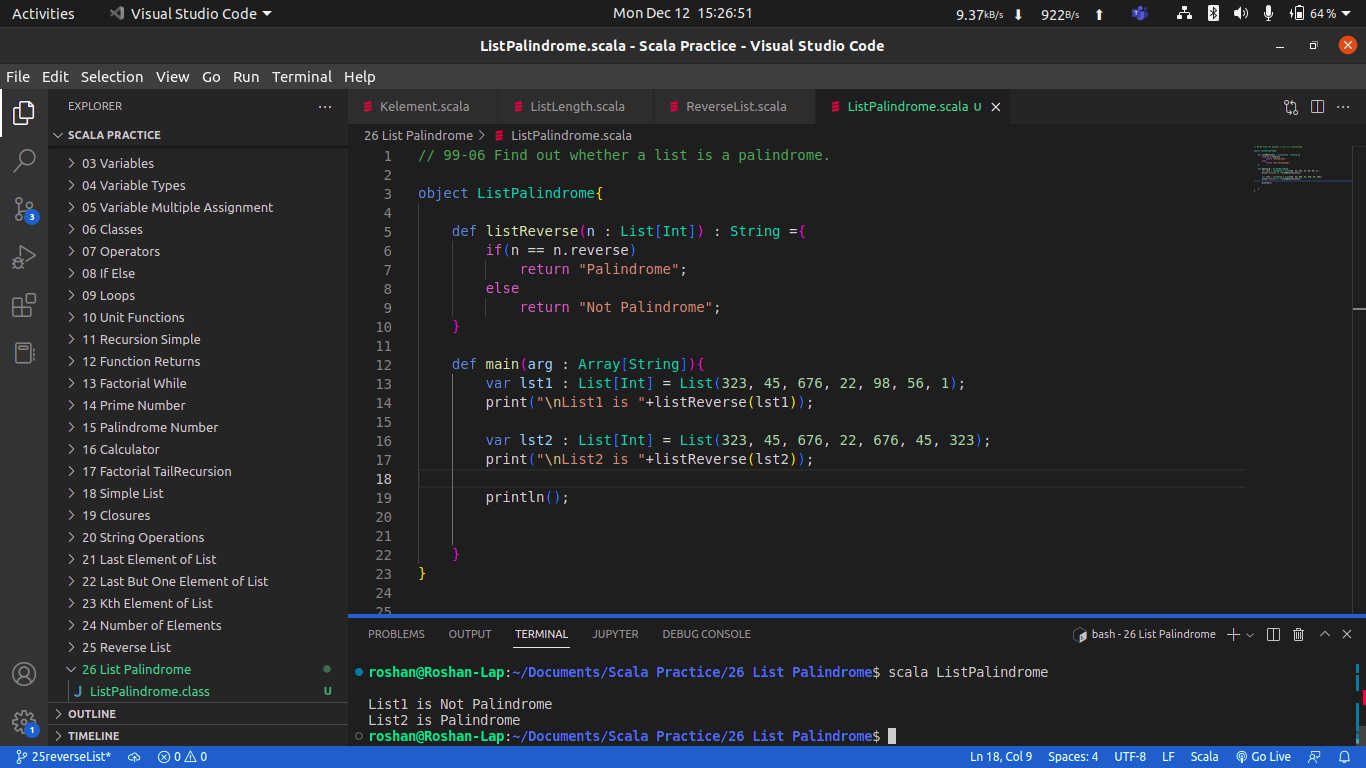 Activities Visual Studio Code Mon Dec 12 15:26:51 9.37kB/s 922B/s 64 %
ListPalindrome.scala - Scala Practice - Visual Studio Code
File Edit Selection View Go Run Terminal Help
EXPLORER
SCALA PRACTICE
03 Variables
04 Variable Types
05 Variable Multiple Assignment
06 Classes
07 Operators
08 If Else
09 Loops
10 Unit Functions
11 Recursion Simple
12 Function Returns
13 Factorial While
14 Prime Number
15 Palindrome Number
16 Calculator
17 Factorial TailRecursion
18 Simple List
19 Closures
20 String Operations
21 Last Element of List
22 Last But One Element of List
23 Kth Element of List
24 Number of Elements
25 Reverse List
26 List Palindrome
ListPalindrome.class U
OUTLINE
TIMELINE
3
1
Kelement.scala ListLength.scala ReverseList.scala ListPalindrome.scala U
26 List Palindrome > ListPalindrome.scala
1 // 99-06 Find out whether a list is a palindrome.
2
3 object ListPalindrome{
4
5 def listReverse(n : List[Int]) : String ={
6 if(n == n.reverse)
7 return "Palindrome";
8 else
9 return "Not Palindrome";
10 }
11
12 def main(arg : Array[String]){
13 var lst1 : List[Int] = List(323, 45, 676, 22, 98, 56, 1);
14 print("\nList1 is "+listReverse(lst1));
15
16 var lst2 : List[Int] = List(323, 45, 676, 22, 676, 45, 323);
17 print("\nList2 is "+listReverse(lst2));
18
19 println();
20
21
22 }
23 }
24
25
PROBLEMS OUTPUT TERMINAL JUPYTER DEBUG CONSOLE bash - 26 List Palindrome
roshan@Roshan-Lap:~/Documents/Scala Practice/26 List Palindrome$ scala ListPalindrome
List1 is Not Palindrome
List2 is Palindrome
roshan@Roshan-Lap:~/Documents/Scala Practice/26 List Palindrome$
25reverseList* 0 0 Ln 18, Col 9 Spaces: 4 UTF-8 LF Scala Go Live